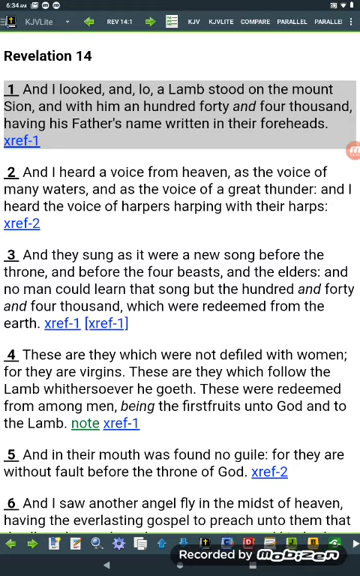 6:34
KJVLite REV 14:1 KJV KJVLITE COMPARE PARALLEL PARALLEL
Revelation 14
1 And I looked, and, lo, a Lamb stood on the mount
Sion, and with him an hundred forty and four thousand,
having his Father's name written in their foreheads.
xref-1
2 And I heard a voice from heaven, as the voice of
many waters, and as the voice of a great thunder: and I
heard the voice of harpers harping with their harps:
xref-2
3 And they sung as it were a new song before the
throne, and before the four beasts, and the elders: and
no man could learn that song but the hundred and forty
and four thousand, which were redeemed from the
earth. xref-1 [xref-1]
4 These are they which were not defiled with women;
for they are virgins. These are they which follow the
Lamb whithersoever he goeth. These were redeemed
from among men, being the firstfruits unto God and to
the Lamb. note xref-1
5 And in their mouth was found no guile: for they are
without fault before the throne of God. xref-2
6 And I saw another angel fly in the midst of heaven,
having the everlasting gospel to preach unto them that
Recorded by Mobizen